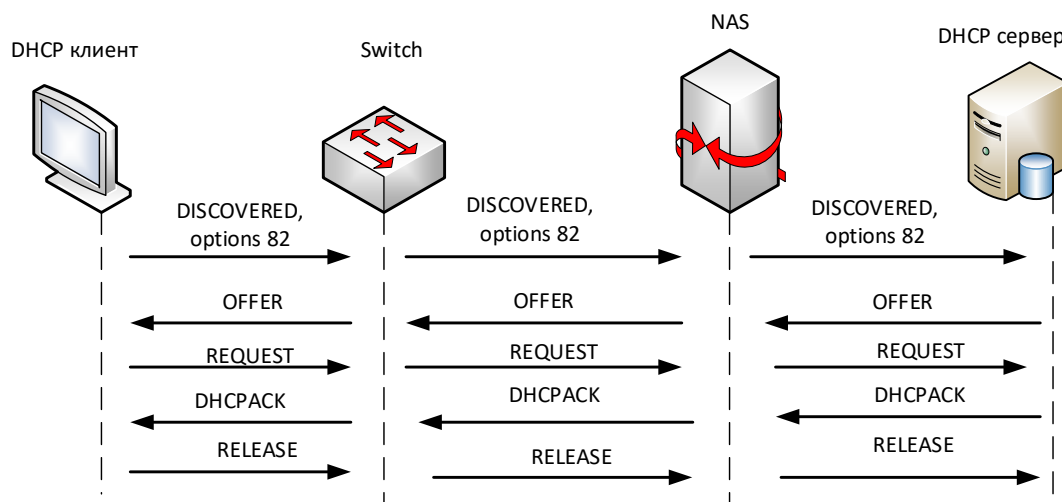 DHCP клиент
Switch
NAS
DHCP сервер
DISCOVERED,
options 82
DISCOVERED,
options 82
DISCOVERED,
options 82
OFFER
OFFER
OFFER
REQUEST
REQUEST
REQUEST
DHCPACK
DHCPACK
DHCPACK
RELEASE
RELEASE
RELEASE